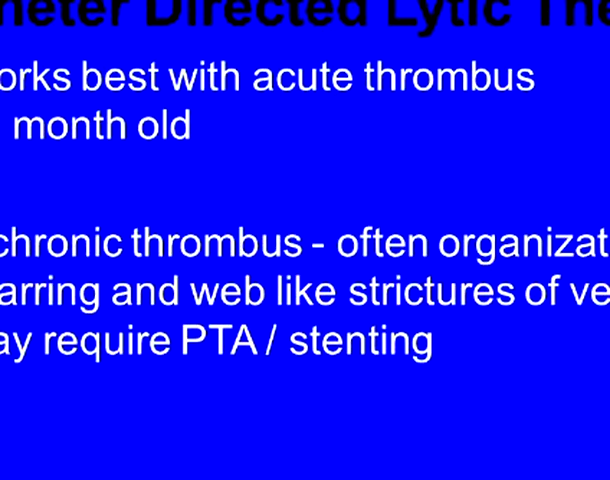 meter Directed Lytic The
orks best with acute thrombus
month old
chronic thrombus - often organizat
arring and web like strictures of ve
ay require PTA / stenting